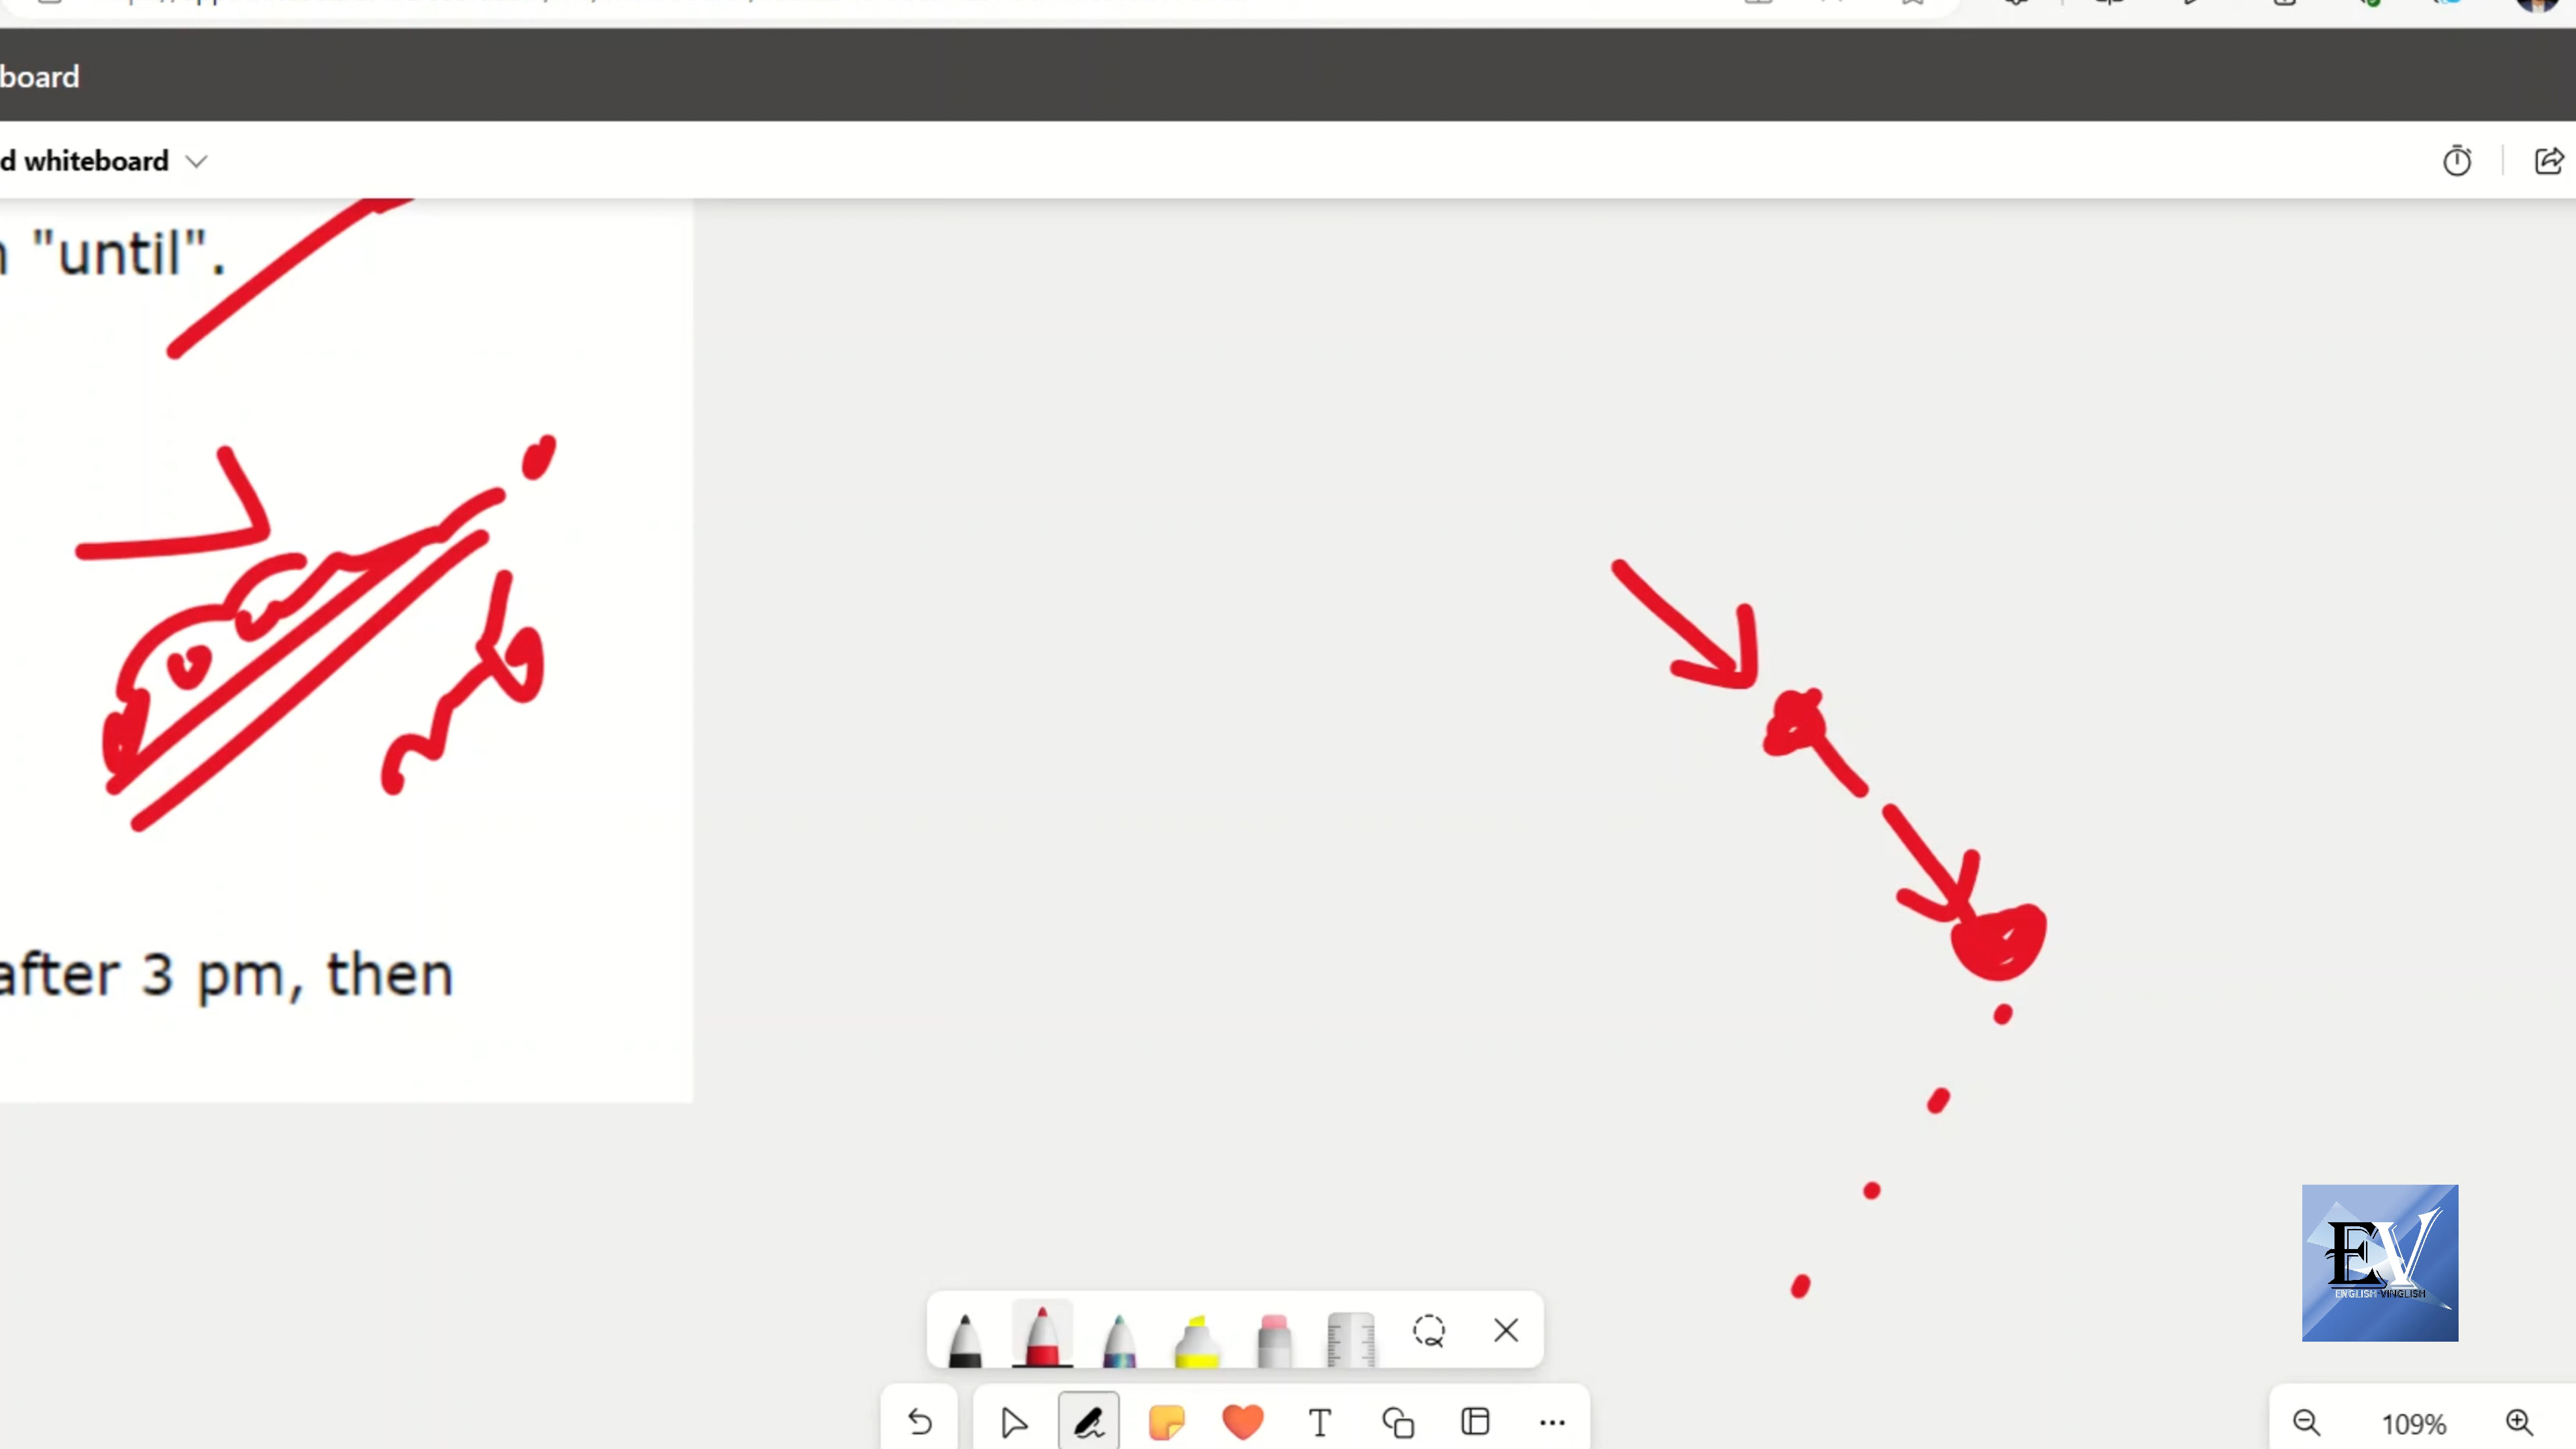 board
d whiteboard
"until".
after 3 pm, then
EV
ENGLISH-VINGLISH
T
109%